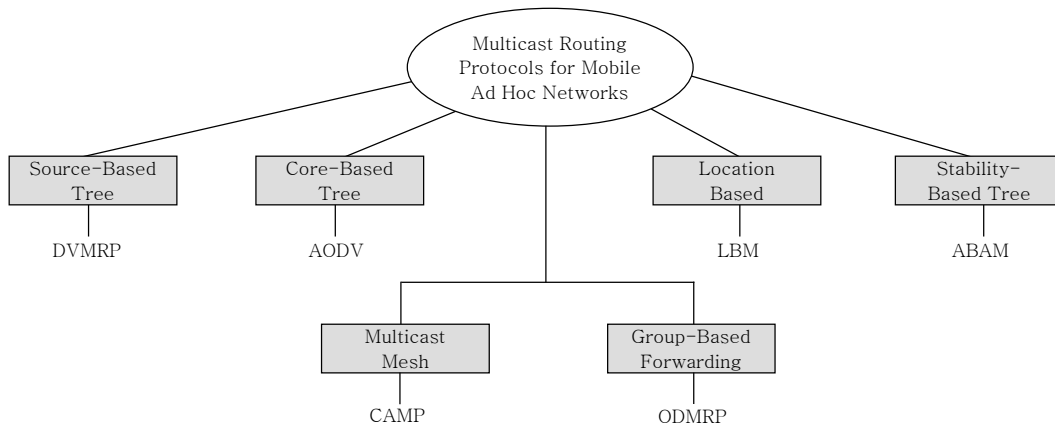 Multicast Routing
Protocols for Mobile
Ad Hoc Networks
Source-Based
Tree
Core-Based
Tree
Location
Based
Stability-
Based Tree
DVMRP
AODV
LBM
ABAM
Multicast
Mesh
Group-Based
Forwarding
CAMP
ODMRP